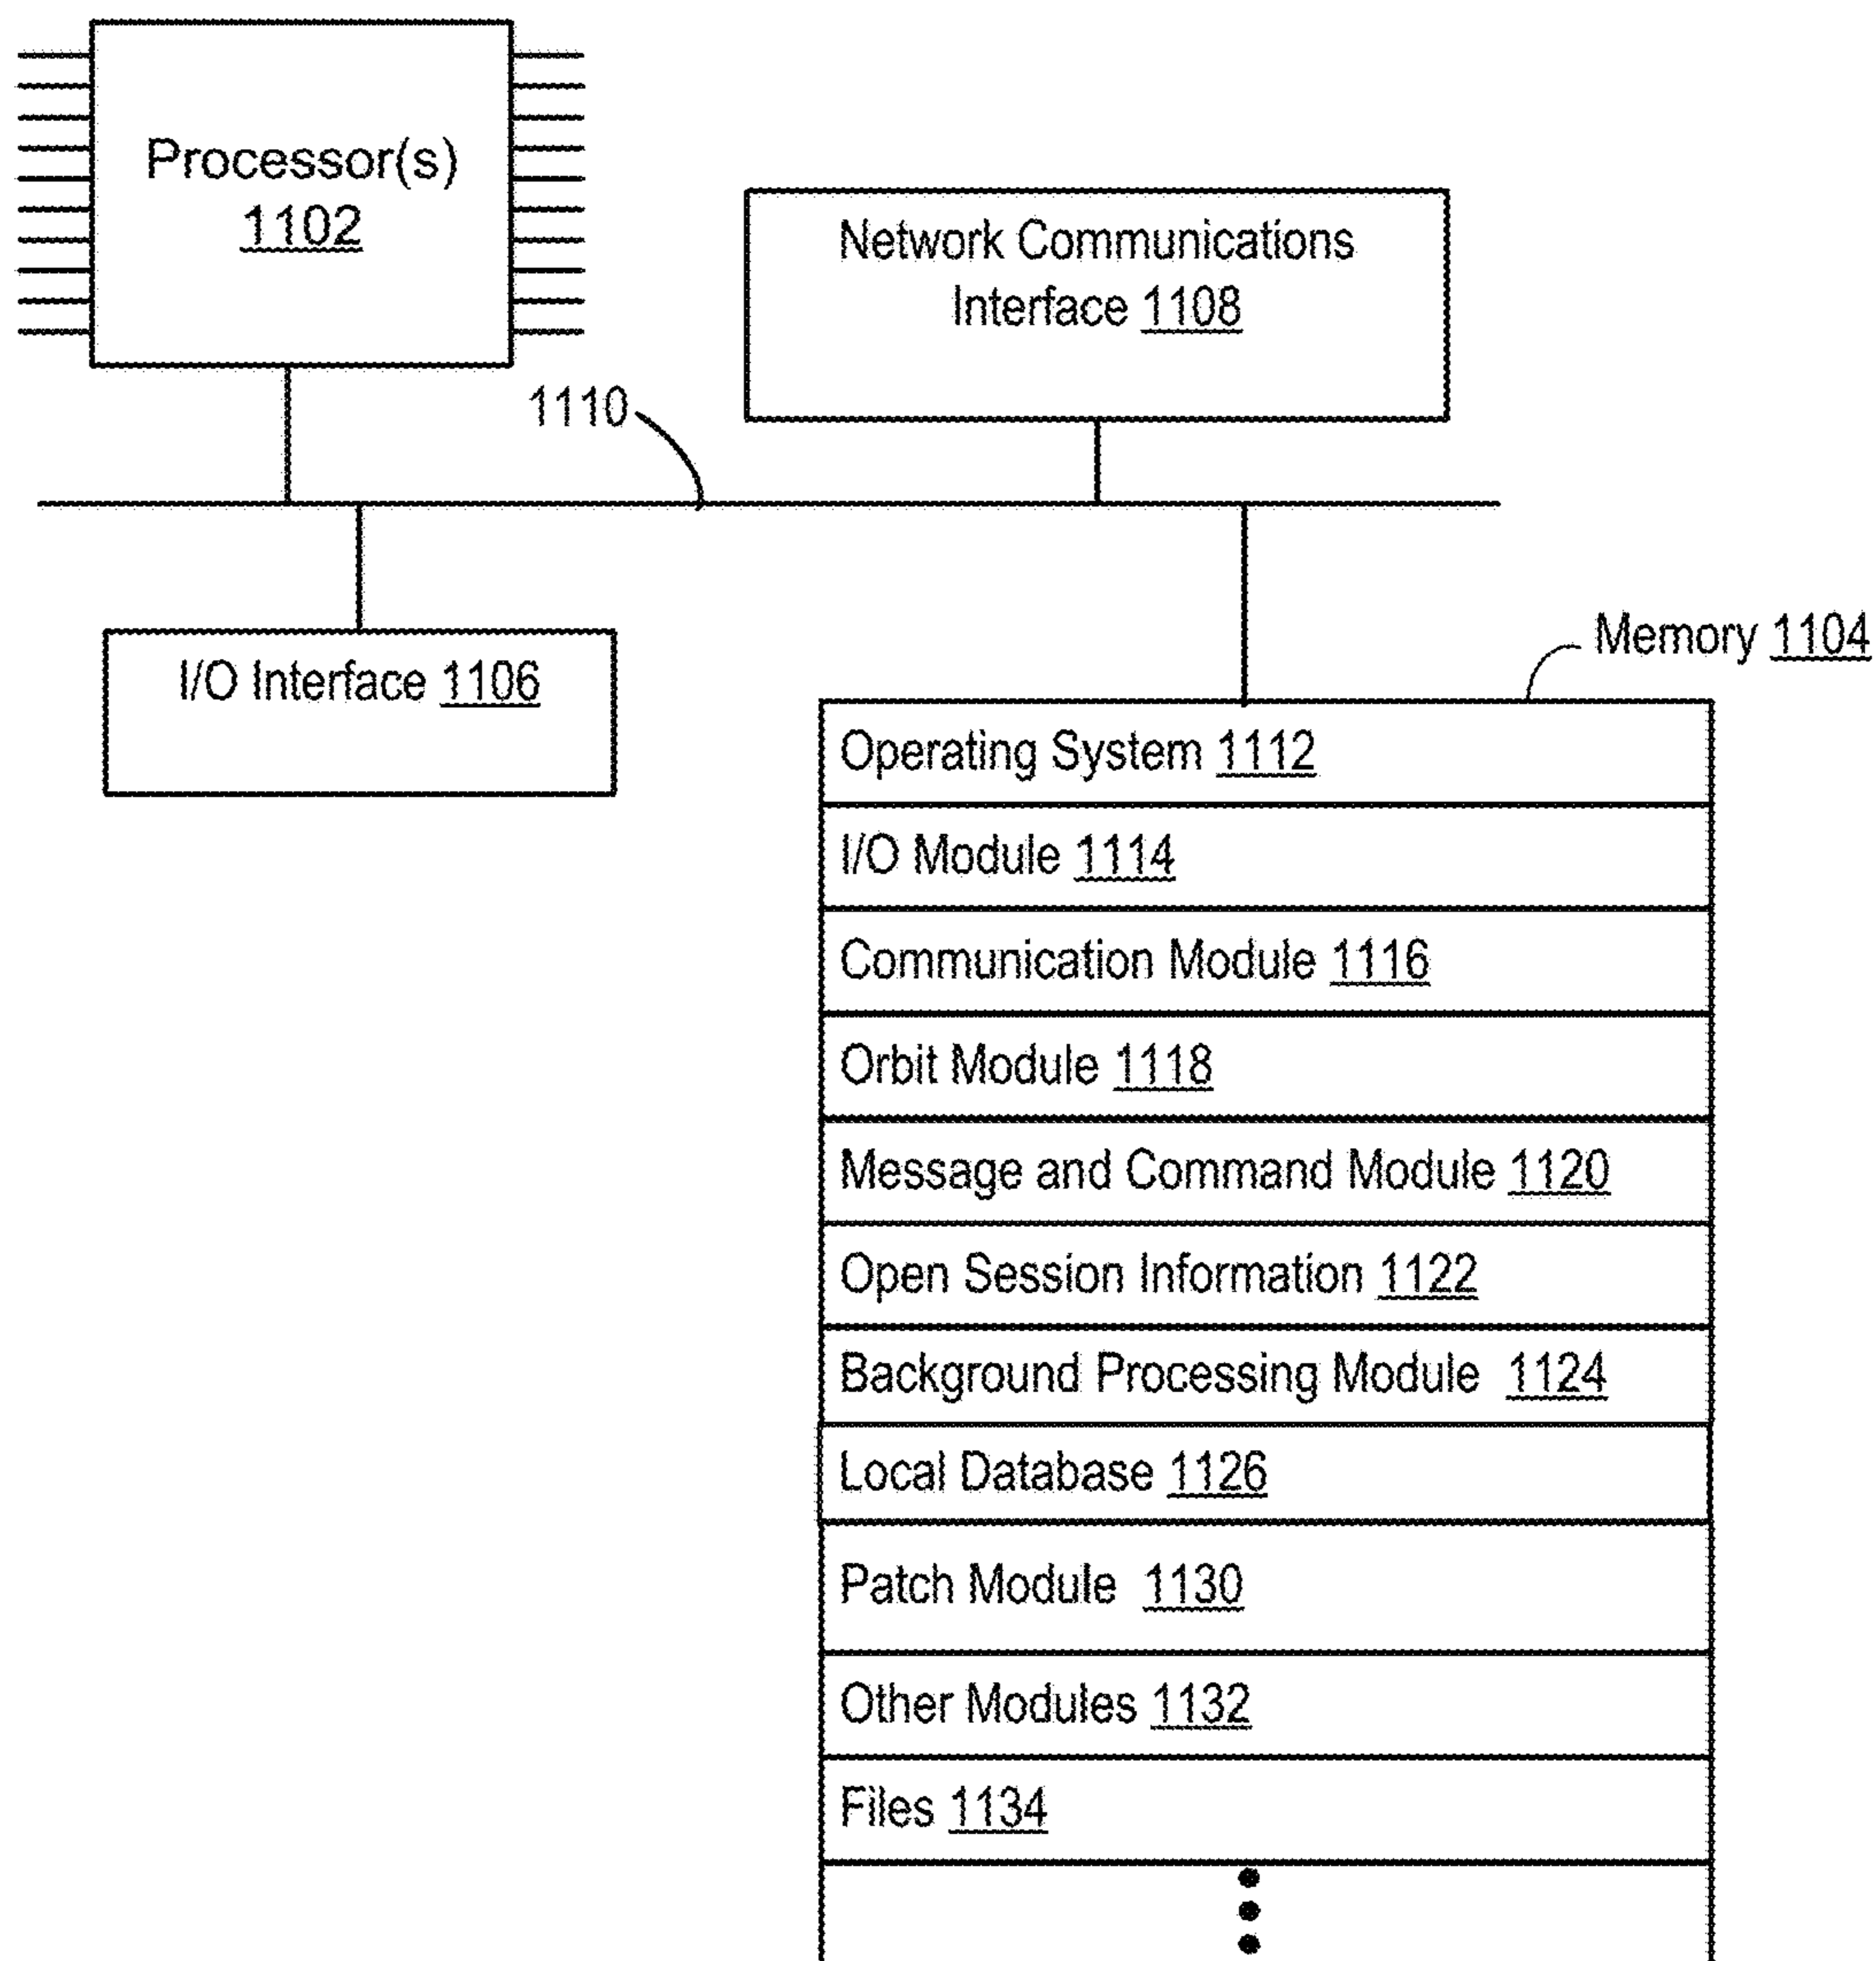 Processor(s)
1102
Network Communications
Interface 1108
1110
I/O Interface 1106
Memory 1104
Operating System 1112
I/O Module 1114
Communication Module 1116
Orbit Module 1118
Message and Command Module 1120
Open Session Information 1122
Background Processing Module 1124
Local Database 1126
Patch Module 1130
Other Modules 1132
Files 1134